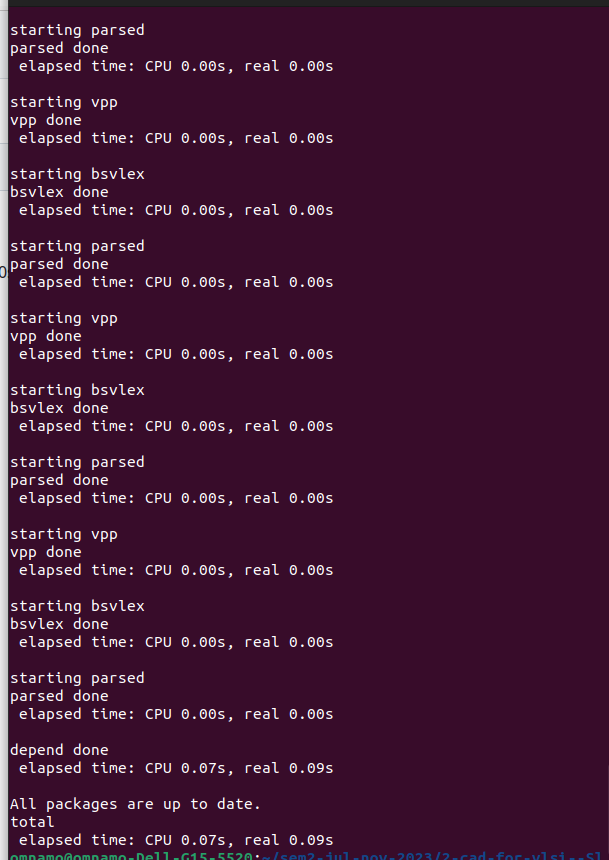 starting parsed
parsed done
elapsed time: CPU 0.00s, real 0.00s
starting vpp
vpp done
elapsed time: CPU 0.00s, real 0.00s
starting bsvlex
bsvlex done
elapsed time: CPU 0.00s, real 0.00s
starting parsed
parsed done
elapsed time: CPU 0.00s, real 0.00s
starting vpp
vpp done
elapsed time: CPU 0.00s, real 0.00s
starting bsvlex
bsvlex done
elapsed time: CPU 0.00s, real 0.00s
starting parsed
parsed done
elapsed time: CPU 0.00s, real 0.00s
starting vpp
vpp done
elapsed time: CPU 0.00s, real 0.00s
starting bsvlex
bsvlex done
elapsed time: CPU 0.00s, real 0.00s
starting parsed
parsed done
elapsed time: CPU 0.00s, real 0.00s
depend done
elapsed time: CPU 0.07s, real 0.09s
All packages are up to date.
total
elapsed time: CPU 0.07s, real 0.09s
omnamo@omnamo-Dell-G15-5520:~/sem2-jul-nov-2023/2-cad-for-vlsi--Sl